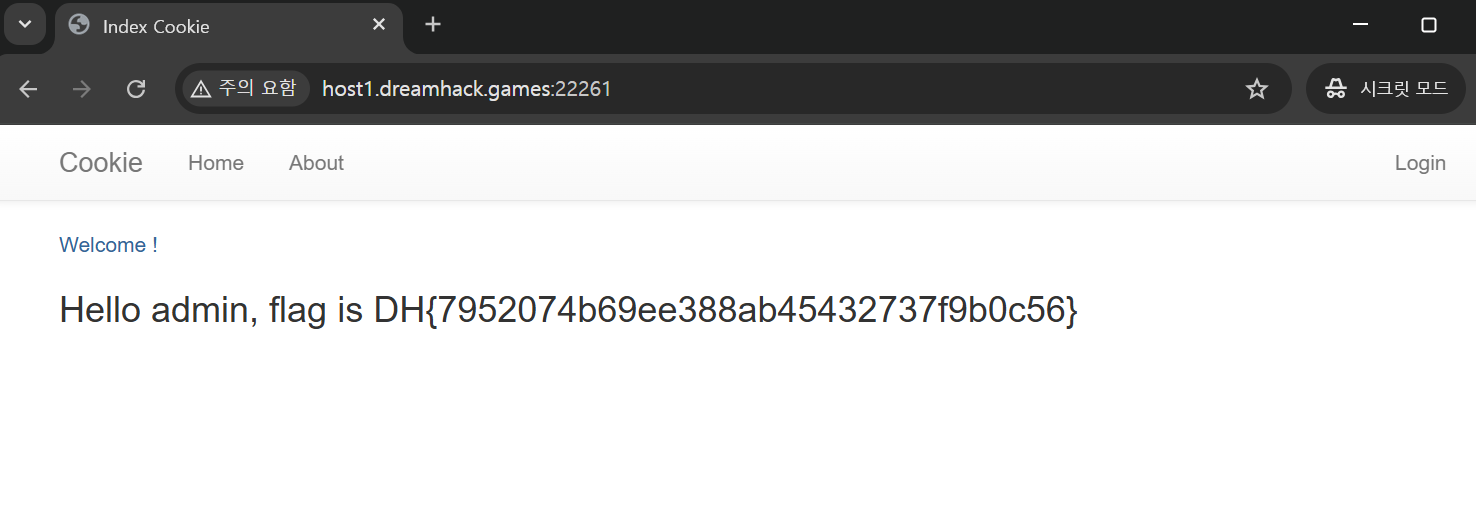 Index Cookie
주의 요함 host1.dreamhack.games:22261 시크릿 모드
Cookie Home About Login
Welcome !
Hello admin, flag is DH{7952074b69ee388ab45432737f9b0c56}